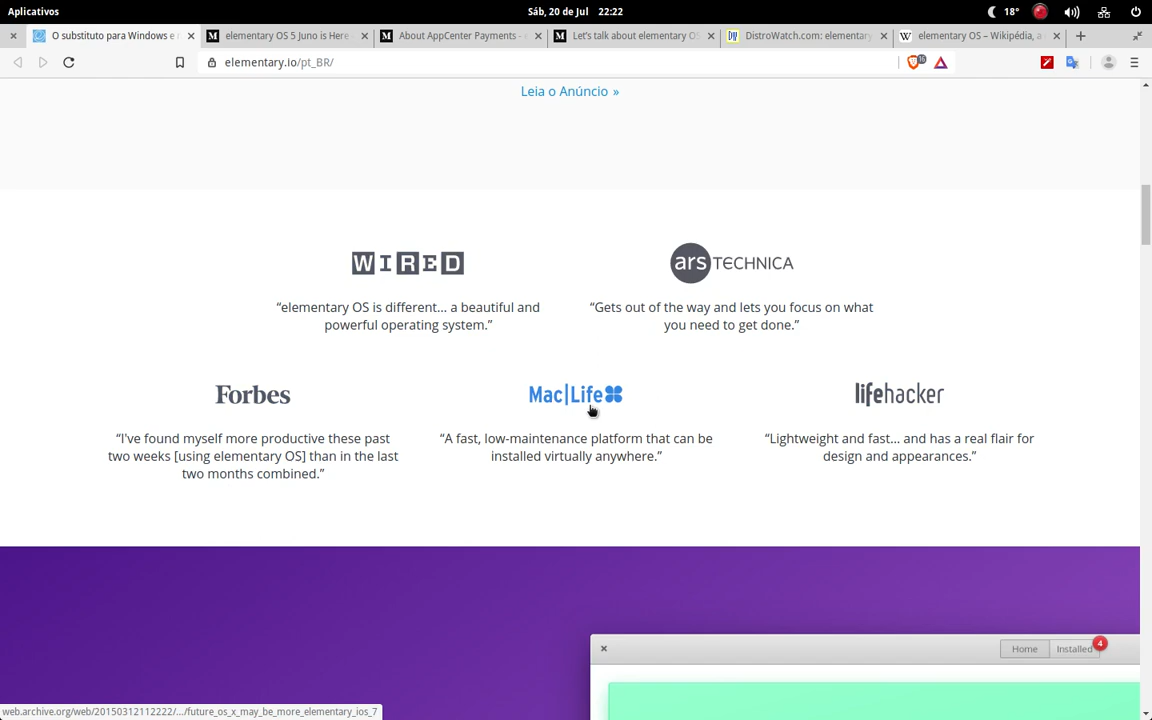 Aplicativos
Sáb, 20 de Jul 22:22
18°
O substituto para Windows e
elementary OS 5 Juno is Here -
About AppCenter Payments -
Let's talk about elementary OS
DistroWatch.com: elementary
elementary OS – Wikipédia, a
elementary.io/pt_BR/
Leia o Anúncio »
WIRED
ars TECHNICA
“elementary OS is different... a beautiful and
powerful operating system.”
“Gets out of the way and lets you focus on what
you need to get done.”
Forbes
Mac|Life
lifehacker
“I've found myself more productive these past
two weeks [using elementary OS] than in the last
two months combined.”
“A fast, low-maintenance platform that can be
installed virtually anywhere.”
“Lightweight and fast... and has a real flair for
design and appearances.”
Home
Installed
4
web.archive.org/web/20150312112222/.../future_os_x_may_be_more_elementary_ios_7